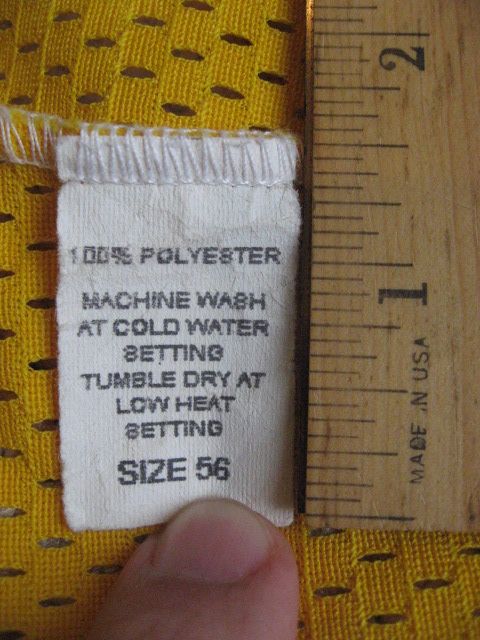 100% POLYESTER
MACHINE WASH
AT COLD WATER
SETTING
TUMBLE DRY AT
LOW HEAT
SETTING
SIZE 56
2
1
MADE IN USA